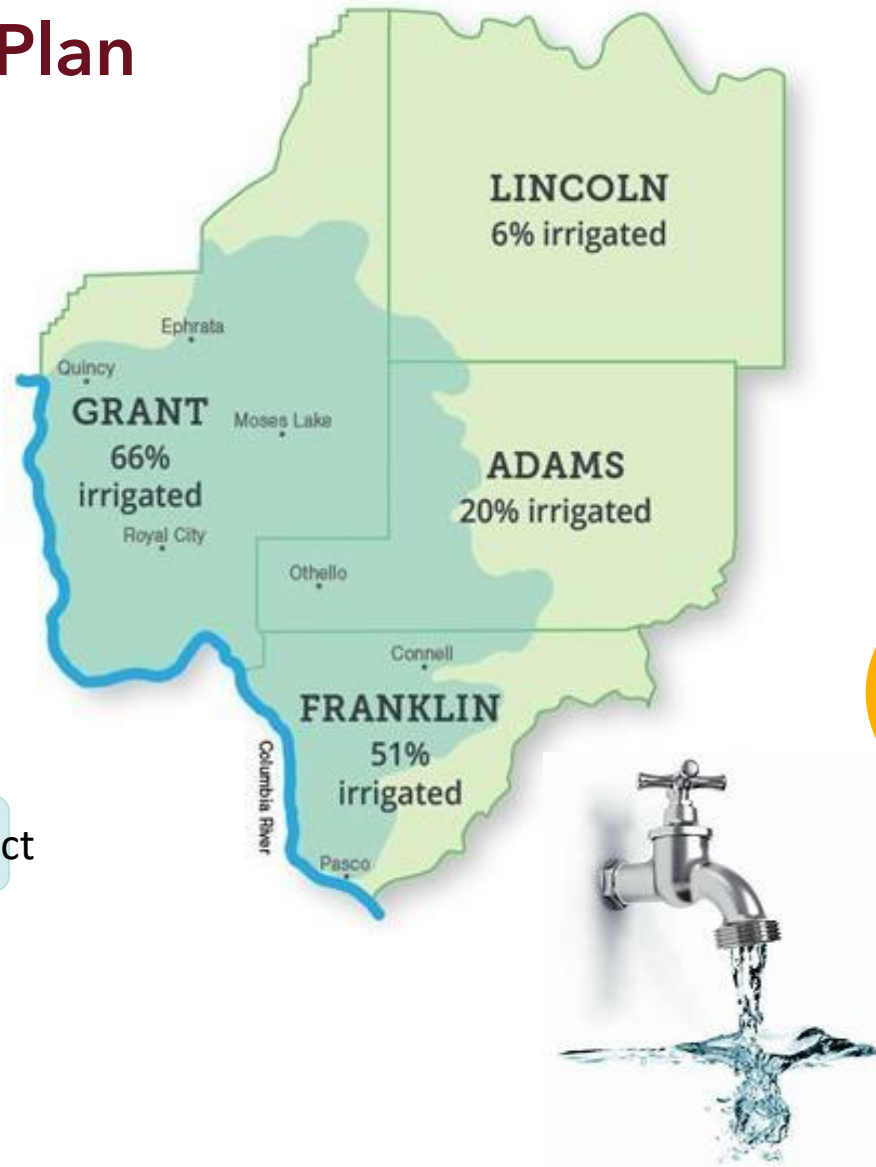 Plan
LINCOLN
6% irrigated
Ephrata
Quincy
GRANT
66%
irrigated
Moses Lake
ADAMS
20% irrigated
Royal City
Othello
Connell
FRANKLIN
51%
irrigated
Columbia River
ct
Pasco